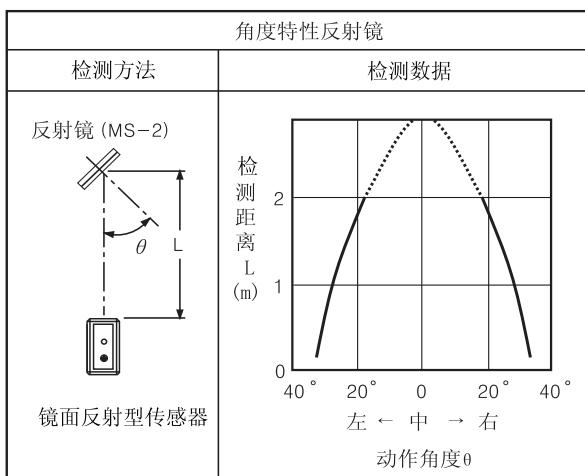 角度特性反射镜
检测方法
检测数据
反射镜 (MS-2)
θ
L
镜面反射型传感器
检测距离 L (m)
2
1
0
40° 20° 0 20° 40°
左 ← 中 → 右
动作角度θ